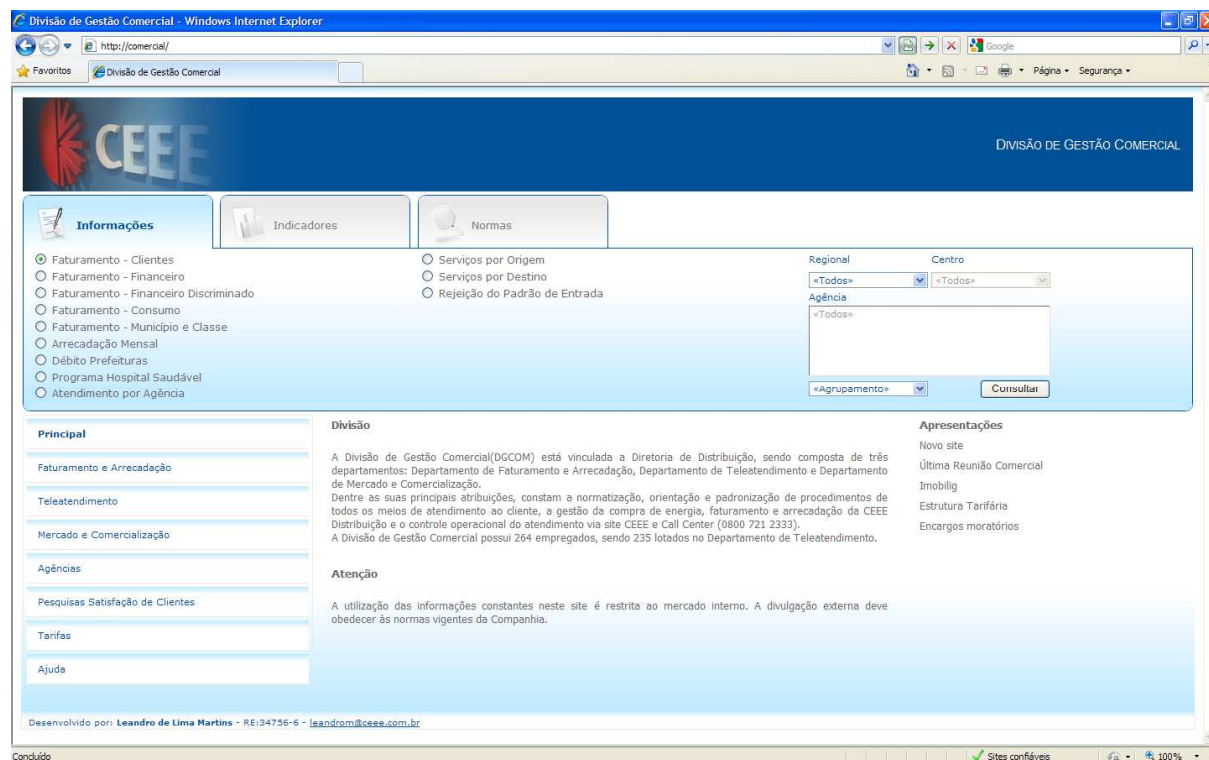 Divisão de Gestão Comercial - Windows Internet Explorer
http://comercial/
Google
Favoritos
Divisão de Gestão Comercial
Página
Segurança
CEEE
DIVISÃO DE GESTÃO COMERCIAL
Informações
Indicadores
Normas
Faturamento - Clientes
Faturamento - Financeiro
Faturamento - Financeiro Discriminado
Faturamento - Consumo
Faturamento - Município e Classe
Arrecadação Mensal
Débito Prefeituras
Programa Hospital Saudável
Atendimento por Agência
Serviços por Origem
Serviços por Destino
Rejeição do Padrão de Entrada
Regional
Centro
«Todos»
«Todos»
Agência
«Todos»
«Agrupamento»
Consultar
Principal
Faturamento e Arrecadação
Teleatendimento
Mercado e Comercialização
Agências
Pesquisas Satisfação de Clientes
Tarifas
Ajuda
Divisão
A Divisão de Gestão Comercial(DGCOM) está vinculada a Diretoria de Distribuição, sendo composta de três
departamentos: Departamento de Faturamento e Arrecadação, Departamento de Teleatendimento e Departamento
de Mercado e Comercialização.
Dentre as suas principais atribuições, constam a normatização, orientação e padronização de procedimentos de
todos os meios de atendimento ao cliente, a gestão da compra de energia, faturamento e arrecadação da CEEE
Distribuição e o controle operacional do atendimento via site CEEE e Call Center (0800 721 2333).
A Divisão de Gestão Comercial possui 264 empregados, sendo 235 lotados no Departamento de Teleatendimento.
Atenção
A utilização das informações constantes neste site é restrita ao mercado interno. A divulgação externa deve
obedecer às normas vigentes da Companhia.
Apresentações
Novo site
Última Reunião Comercial
Imobilig
Estrutura Tarifária
Encargos moratórios
Desenvolvido por: Leandro de Lima Martins - RE:34756-6 - leandrom@ceee.com.br
Concluído
Sites confiáveis
100%